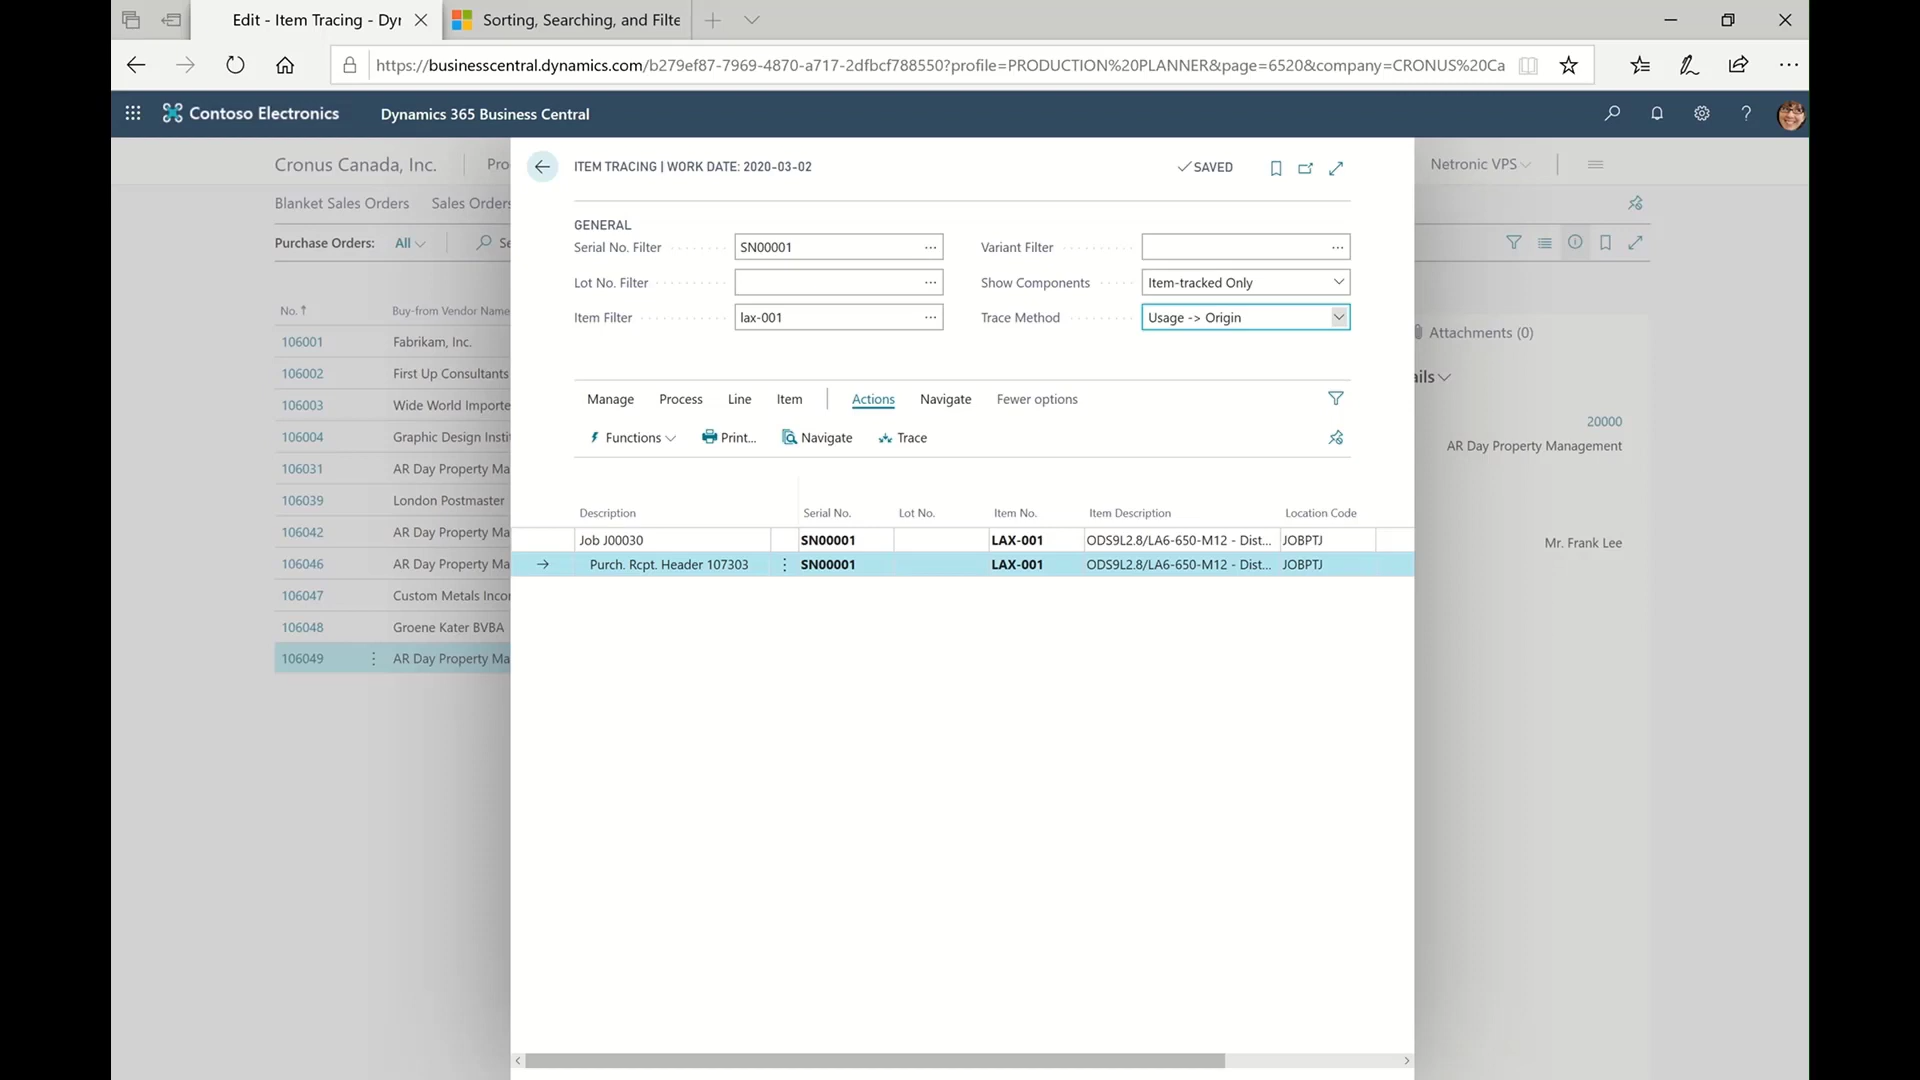 Edit - Item Tracing - Dyr
Sorting, Searching, and Filte
https://businesscentral.dynamics.com/b279ef87-7969-4870-a717-2dfbcf788550?profile=PRODUCTION%20PLANNER&page=6520&company=CRONUS%20Ca
Contoso Electronics
Dynamics 365 Business Central
Cronus Canada, Inc.
Pro
Netronic VPS
Blanket Sales Orders
Sales Orders
Purchase Orders:
All
Se
No. ↑
Buy-from Vendor Name
106001 Fabrikam, Inc.
106002 First Up Consultants
106003 Wide World Importe
106004 Graphic Design Insti
106031 AR Day Property Ma
106039 London Postmaster
106042 AR Day Property Ma
106046 AR Day Property Ma
106047 Custom Metals Incor
106048 Groene Kater BVBA
106049 AR Day Property Ma
ITEM TRACING | WORK DATE: 2020-03-02
SAVED
GENERAL
Serial No. Filter SN00001
Variant Filter
Lot No. Filter
Show Components Item-tracked Only
Item Filter lax-001
Trace Method Usage -> Origin
Manage Process Line Item Actions Navigate Fewer options
Functions Print... Navigate Trace
Description Serial No. Lot No. Item No. Item Description Location Code
Job J00030 SN00001 LAX-001 ODS9L2.8/LA6-650-M12 - Dist... JOBPTJ
Purch. Rcpt. Header 107303 SN00001 LAX-001 ODS9L2.8/LA6-650-M12 - Dist... JOBPTJ
Attachments (0)
ails
20000
AR Day Property Management
Mr. Frank Lee